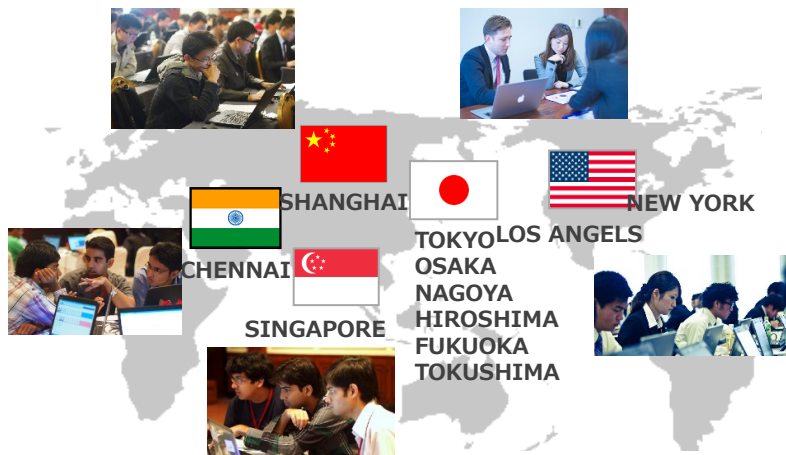 SHANGHAI
NEW YORK
TOKYO
LOS ANGELS
CHENNAI
OSAKA
NAGOYA
SINGAPORE
HIROSHIMA
FUKUOKA
TOKUSHIMA